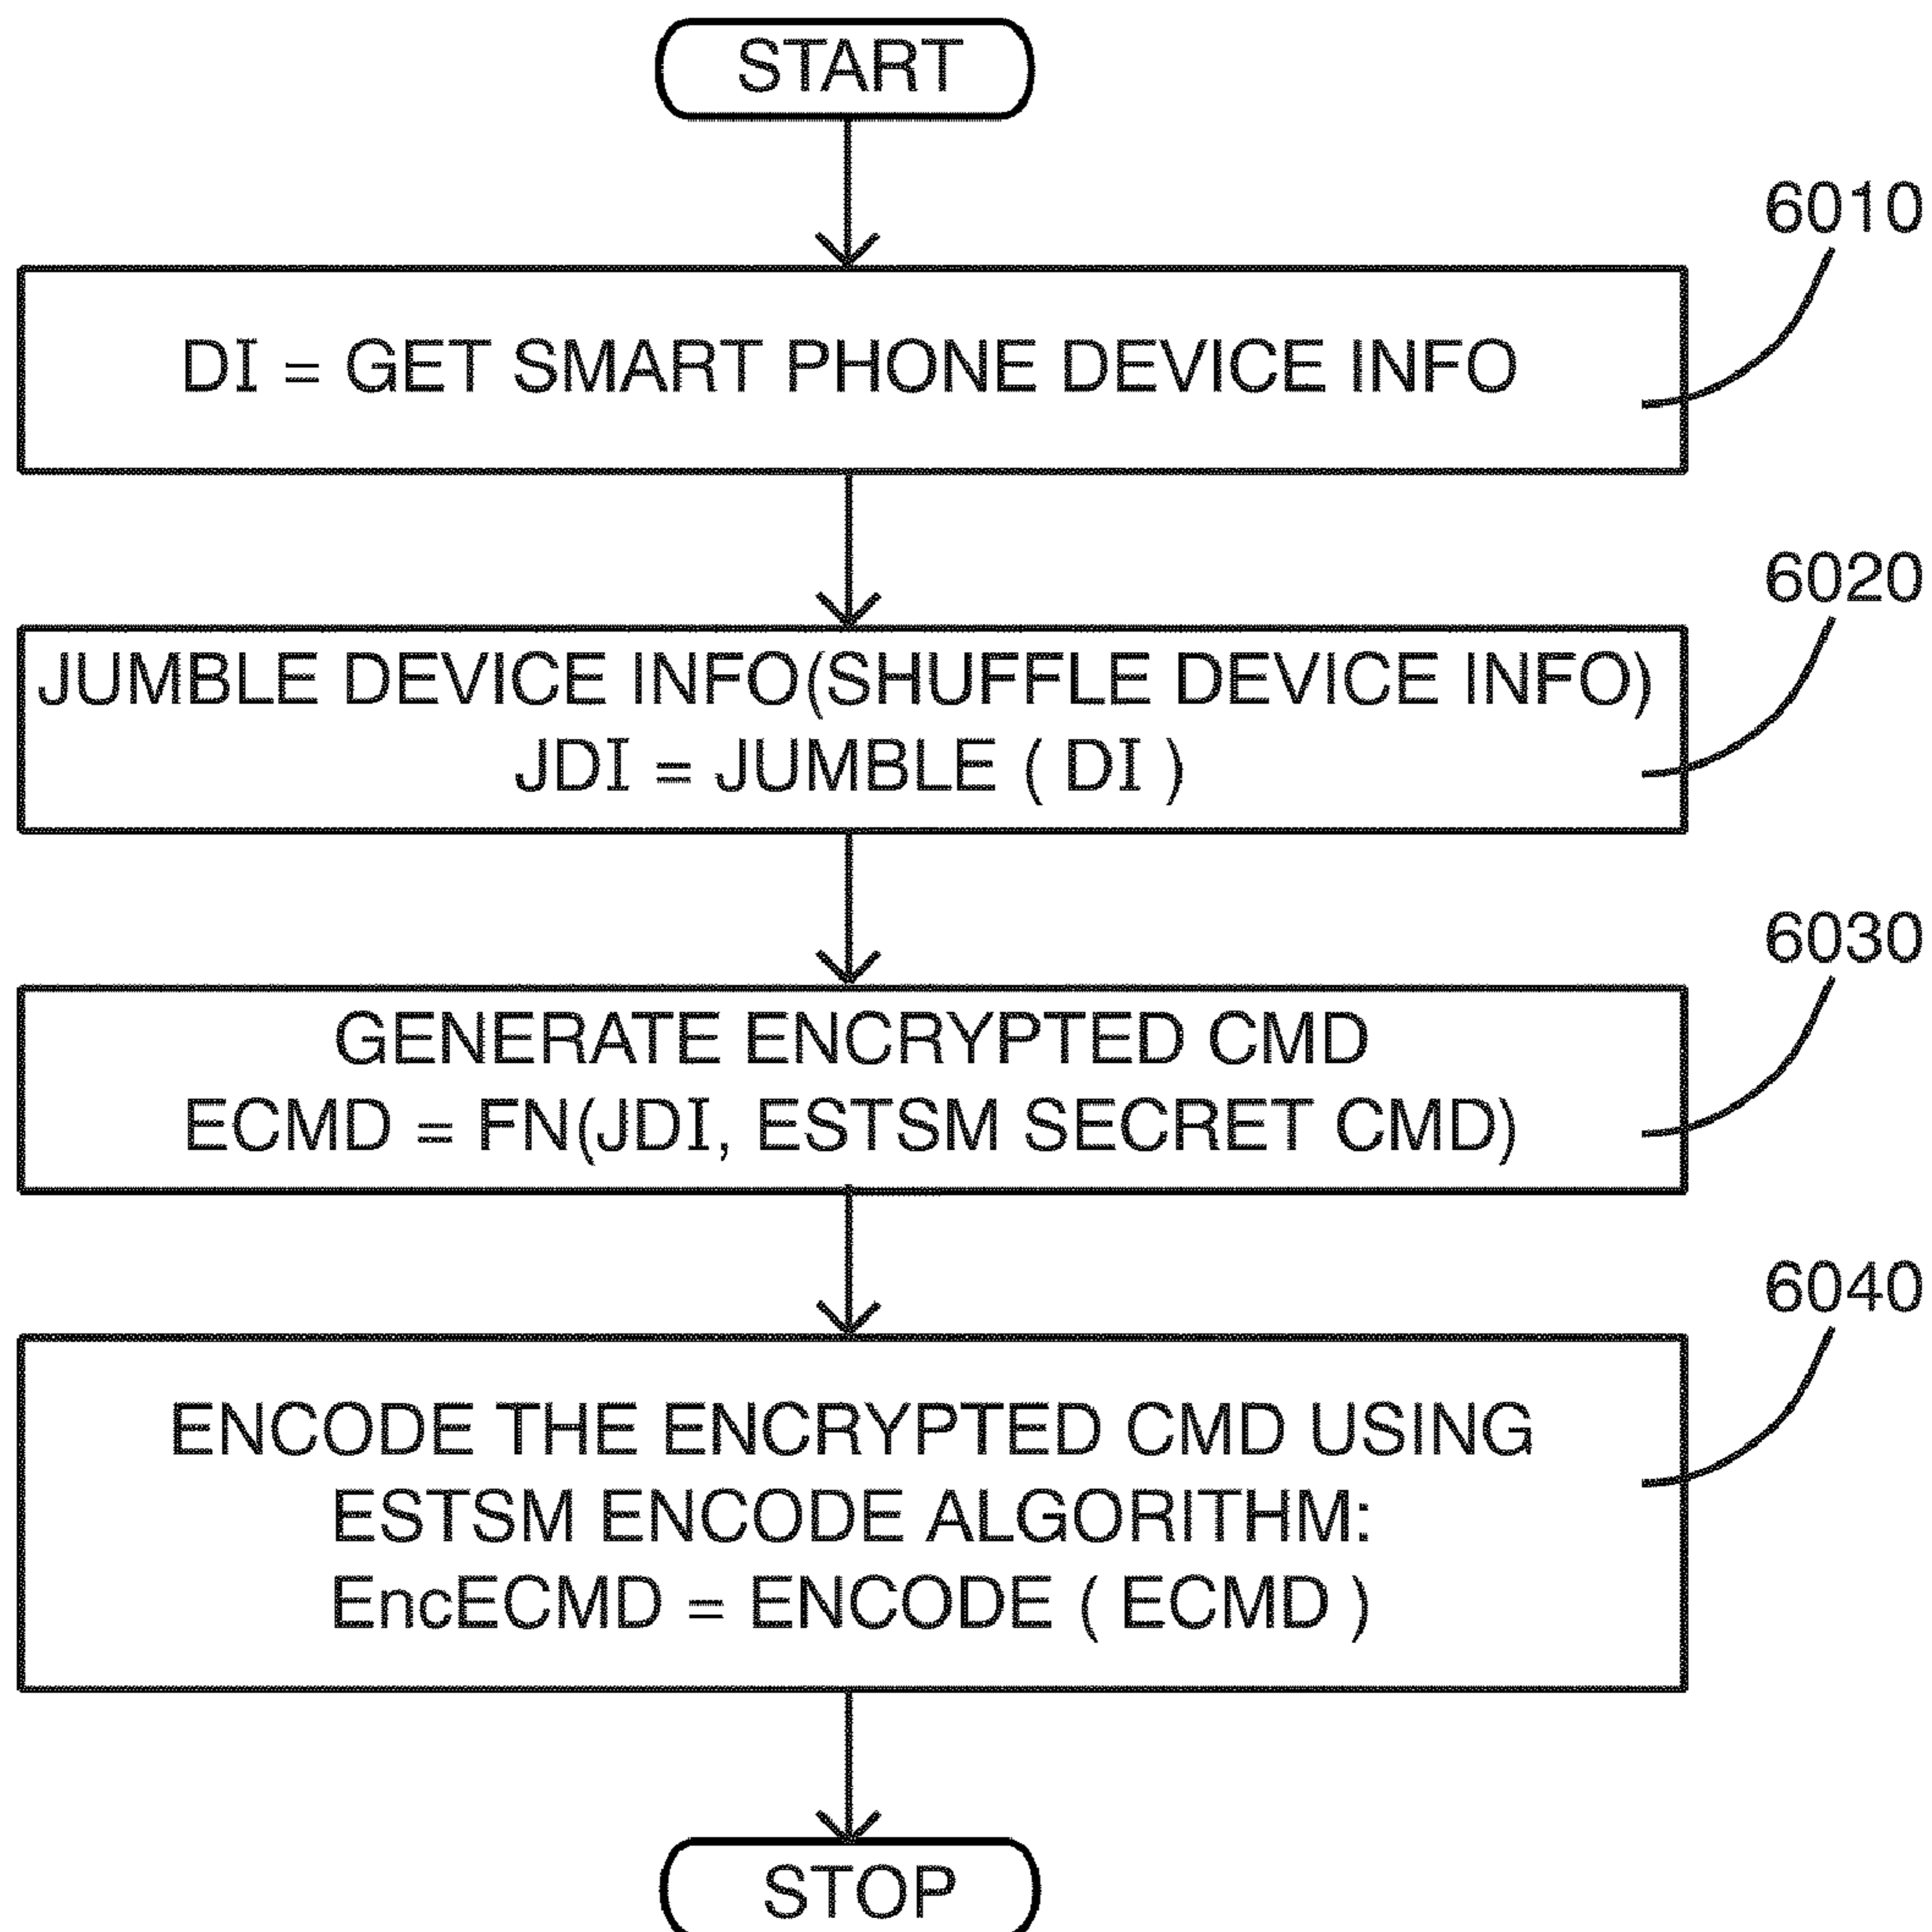 START
6010
DI = GET SMART PHONE DEVICE INFO
6020
JUMBLE DEVICE INFO(SHUFFLE DEVICE INFO)
JDI = JUMBLE ( DI )
6030
GENERATE ENCRYPTED CMD
ECMD = FN(JDI, ESTSM SECRET CMD)
6040
ENCODE THE ENCRYPTED CMD USING
ESTSM ENCODE ALGORITHM:
EncECMD = ENCODE ( ECMD )
STOP